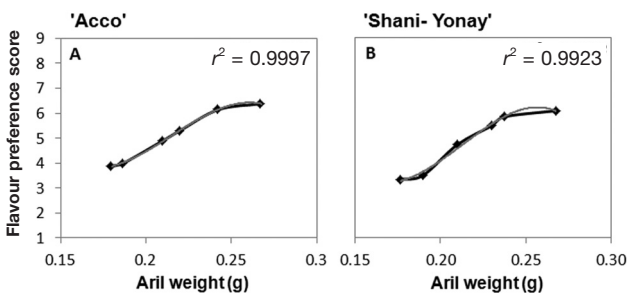 'Acco'
'Shani- Yonay'
Flavour preference score
9
8
7
6
5
4
3
2
1
A
r² = 0.9997
B
r² = 0.9923
0.15
0.2
0.25
0.3
0.15
0.20
0.25
0.30
Aril weight (g)
Aril weight (g)